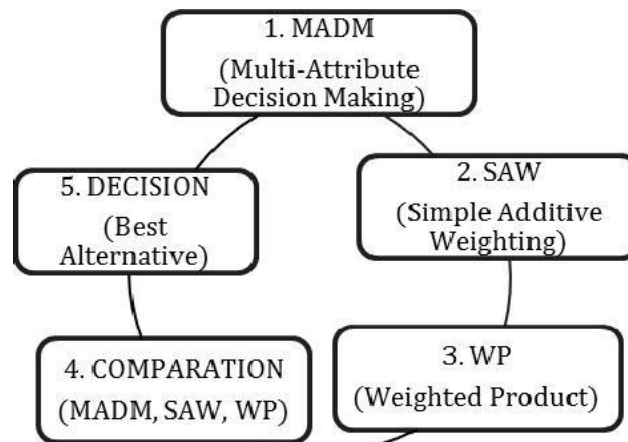 1. MADM
(Multi-Attribute
Decision Making)
2. SAW
(Simple Additive
Weighting)
3. WP
(Weighted Product)
4. COMPARATION
(MADM, SAW, WP)
5. DECISION
(Best
Alternative)